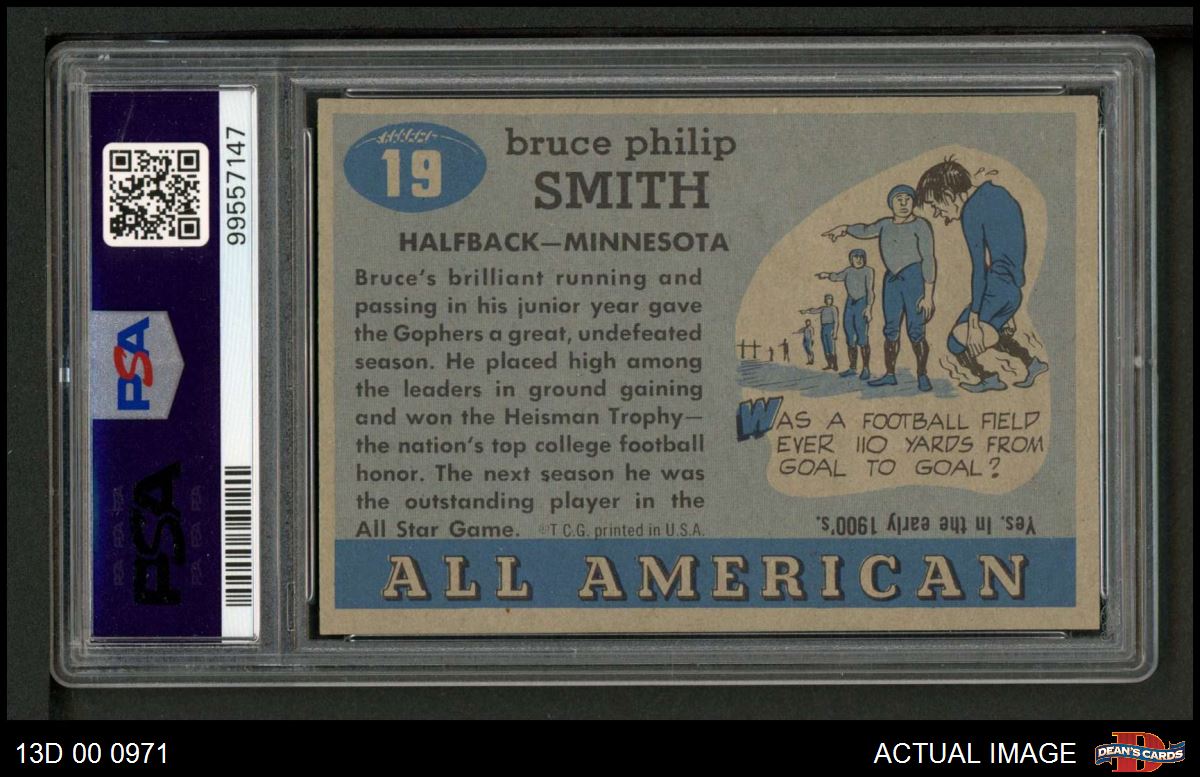 99557147
PSA
PSA
19
bruce philip
SMITH
HALFBACK—MINNESOTA
Bruce's brilliant running and
passing in his junior year gave
the Gophers a great, undefeated
season. He placed high among
the leaders in ground gaining
and won the Heisman Trophy—
the nation's top college football
honor. The next season he was
the outstanding player in the
All Star Game. ©T.C.G. printed in U.S.A.
WAS A FOOTBALL FIELD
EVER 110 YARDS FROM
GOAL TO GOAL?
Yes. In the early 1900's.
ALL AMERICAN
13D 00 0971
ACTUAL IMAGE
DEAN'S CARDS